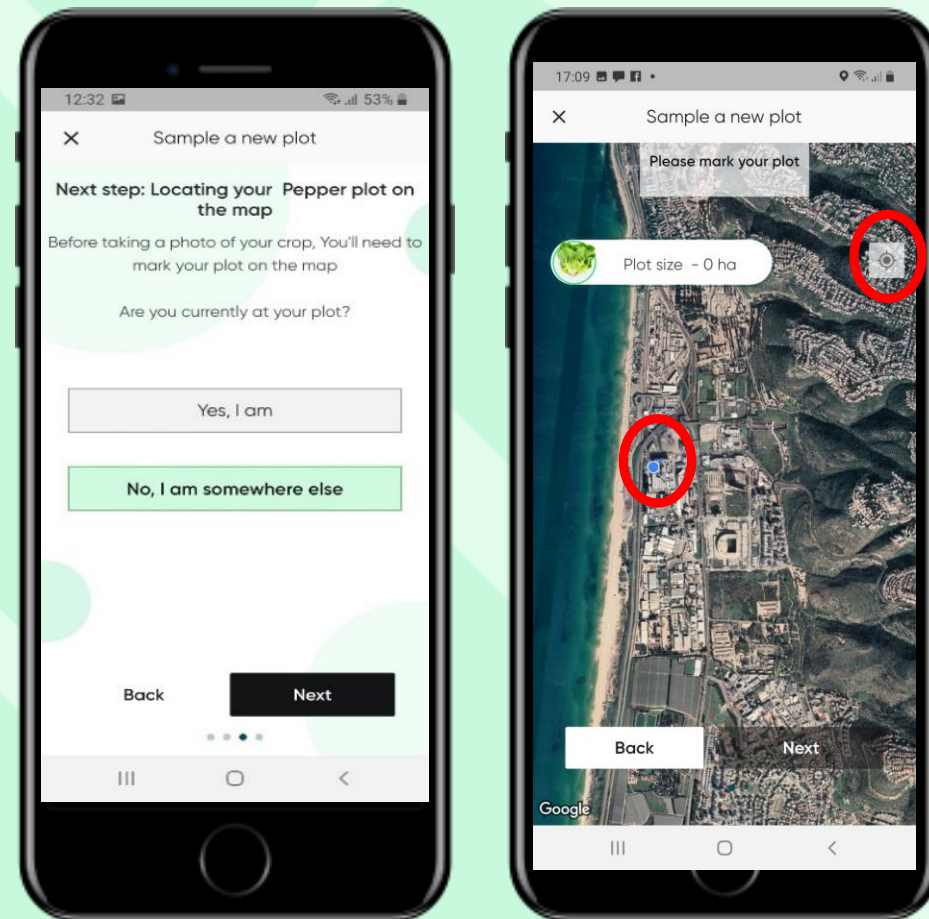 12:32
53%
Sample a new plot
Next step: Locating your Pepper plot on
the map
Before taking a photo of your crop, You'll need to
mark your plot on the map
Are you currently at your plot?
Yes, I am
No, I am somewhere else
Back
Next
17:09
Sample a new plot
Please mark your plot
Plot size - 0 ha
Back
Next
Google